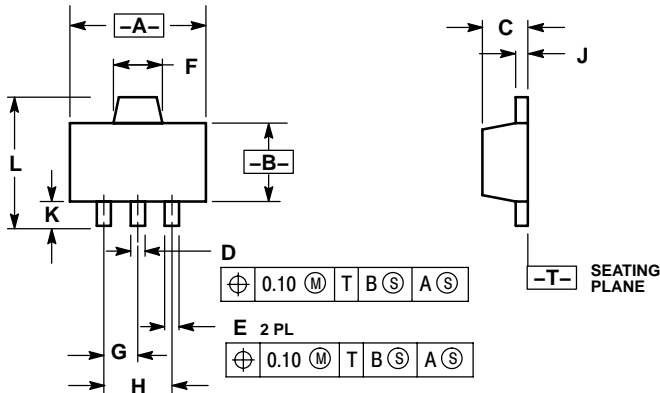 –A–
C
F
J
L
–B–
K
D
–T– SEATING
PLANE
⌖ 0.10 Ⓜ T B Ⓢ A Ⓢ
E 2 PL
G
⌖ 0.10 Ⓜ T B Ⓢ A Ⓢ
H